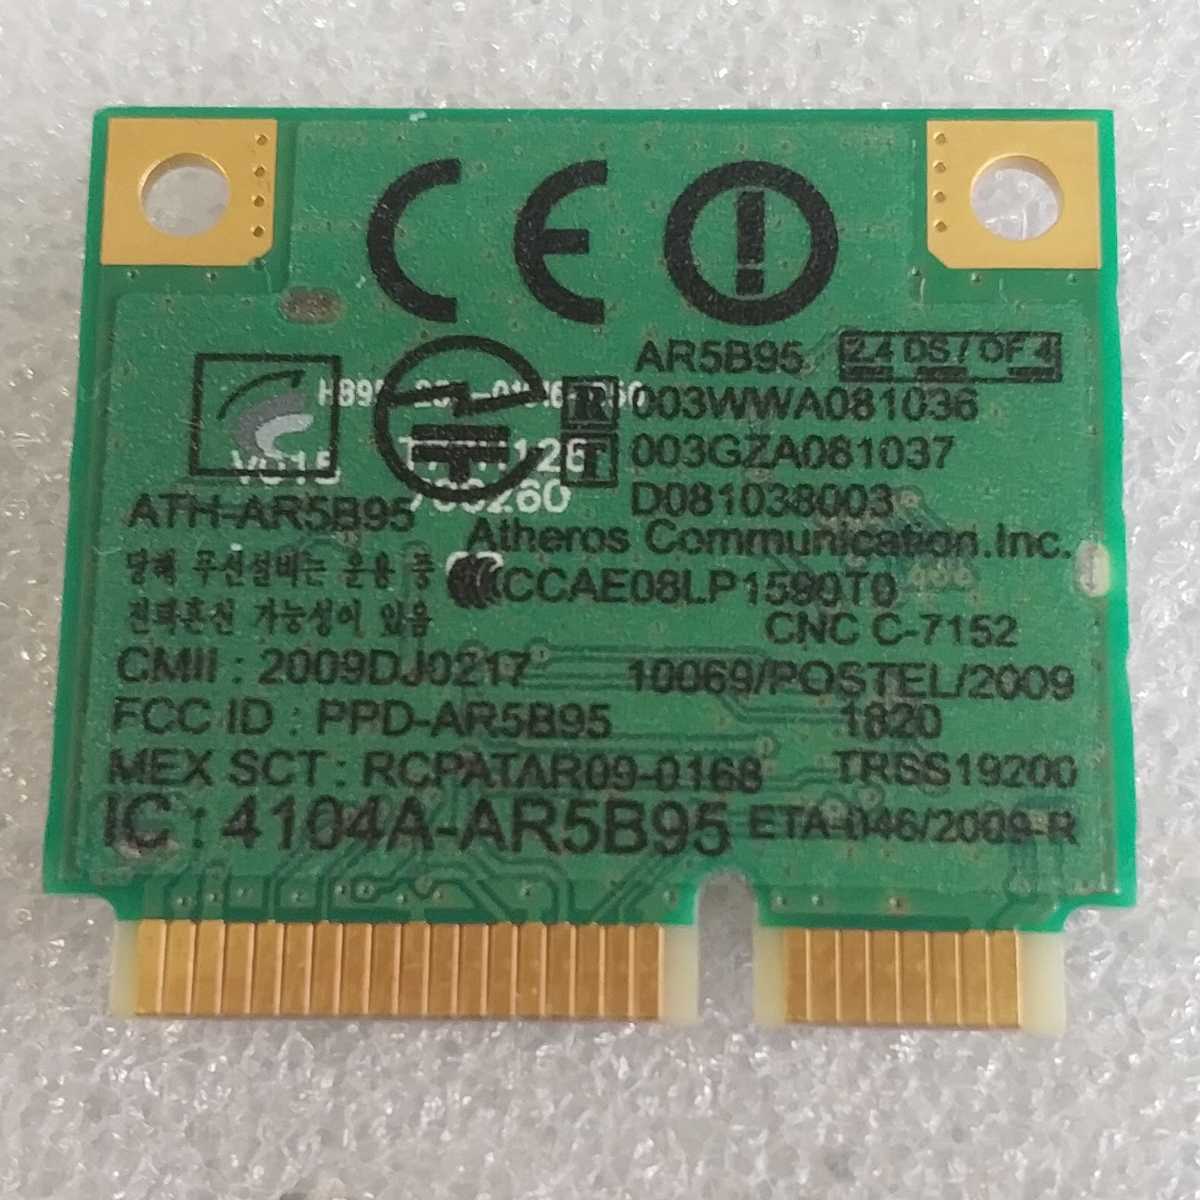 CE
AR5B95 2.4 DS / OF 4
R 003WWA081036
T 003GZA081037
D081038003
ATH-AR5B95
Atheros Communication.Inc.
당해 무선설비는 운용 중
전파혼신 가능성이 있음
CCAE08LP1590T0
CNC C-7152
CMII : 2009DJ0217
10069/POSTEL/2009
FCC ID : PPD-AR5B95
1820
MEX SCT : RCPATAR09-0168
TRSS19200
IC : 4104A-AR5B95
ETA-046/2009-R